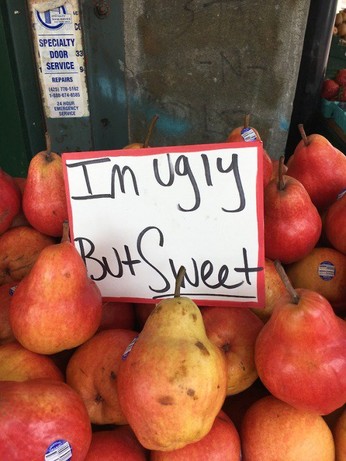 SPECIALTY
DOOR
SERVICE
REPAIRS
24 HOUR
EMERGENCY
SERVICE
Im ugly
But Sweet